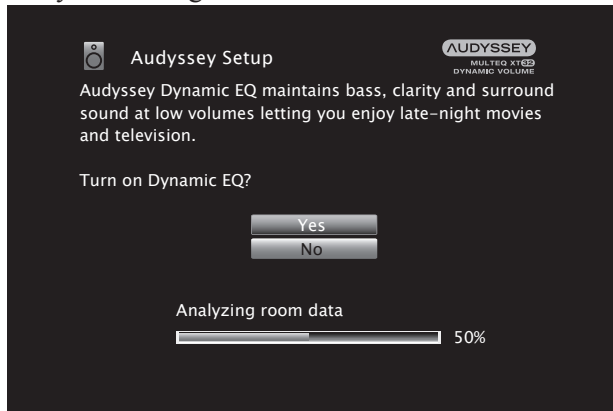 Audyssey Setup
AUDYSSEY
MULTEQ XT32
DYNAMIC VOLUME
Audyssey Dynamic EQ maintains bass, clarity and surround
sound at low volumes letting you enjoy late-night movies
and television.
Turn on Dynamic EQ?
Yes
No
Analyzing room data
50%